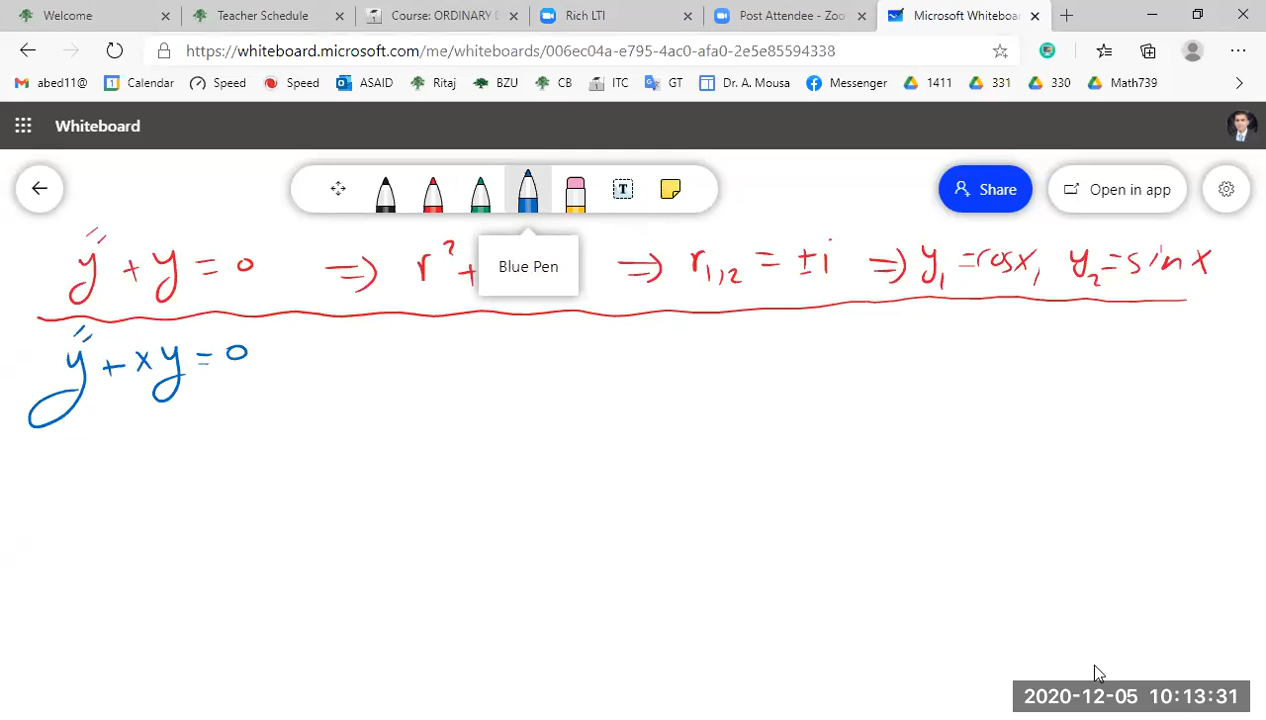 Welcome
Teacher Schedule
Course: ORDINARY D
Rich LTI
Post Attendee - Zoo
Microsoft Whiteboa
https://whiteboard.microsoft.com/me/whiteboards/006ec04a-e795-4ac0-afa0-2e5e85594338
abed11@ Calendar Speed Speed ASAID Ritaj BZU CB ITC GT Dr. A. Mousa Messenger 1411 331 330 Math739
Whiteboard
T
Share
Open in app
y'' + y = 0 ⇒ r² + ⇒ r₁,₂ = ±i ⇒ y₁ = cos x, y₂ = sin x
Blue Pen
y'' + xy = 0
2020-12-05 10:13:31